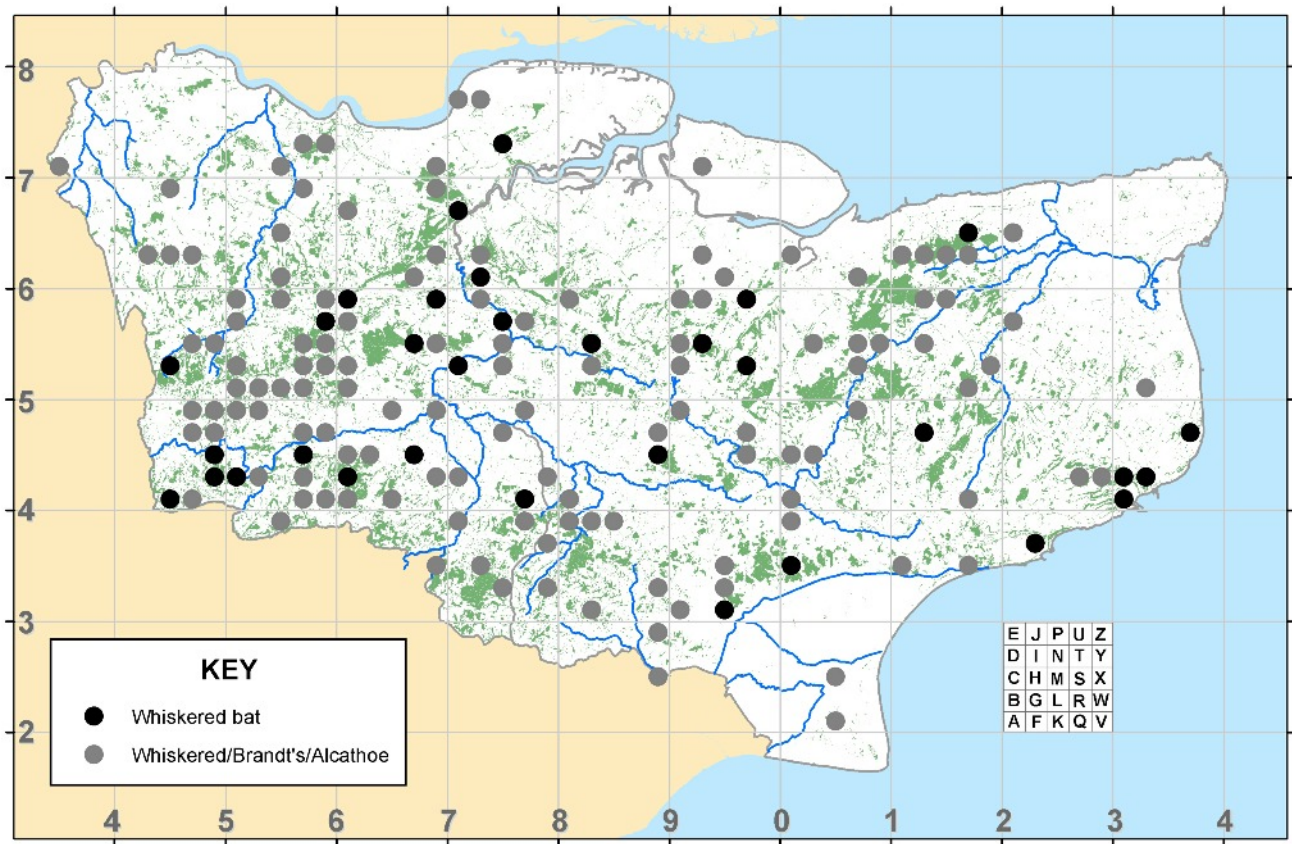 8
7
6
5
4
3
2
E J P U Z
D I N T Y
C H M S X
B G L R W
A F K Q V
KEY
Whiskered bat
Whiskered/Brandt's/Alcathoe
4 5 6 7 8 9 0 1 2 3 4